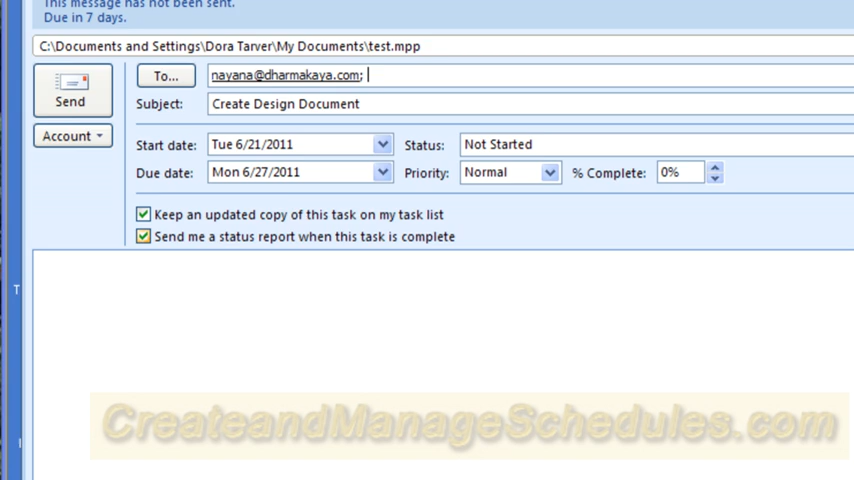 This message has not been sent.
Due in 7 days.
C:\Documents and Settings\Dora Tarver\My Documents\test.mpp
To... nayana@dharmakaya.com;
Send
Subject: Create Design Document
Account
Start date: Tue 6/21/2011 Status: Not Started
Due date: Mon 6/27/2011 Priority: Normal % Complete: 0%
Keep an updated copy of this task on my task list
Send me a status report when this task is complete
T
CreateandManageSchedules.com